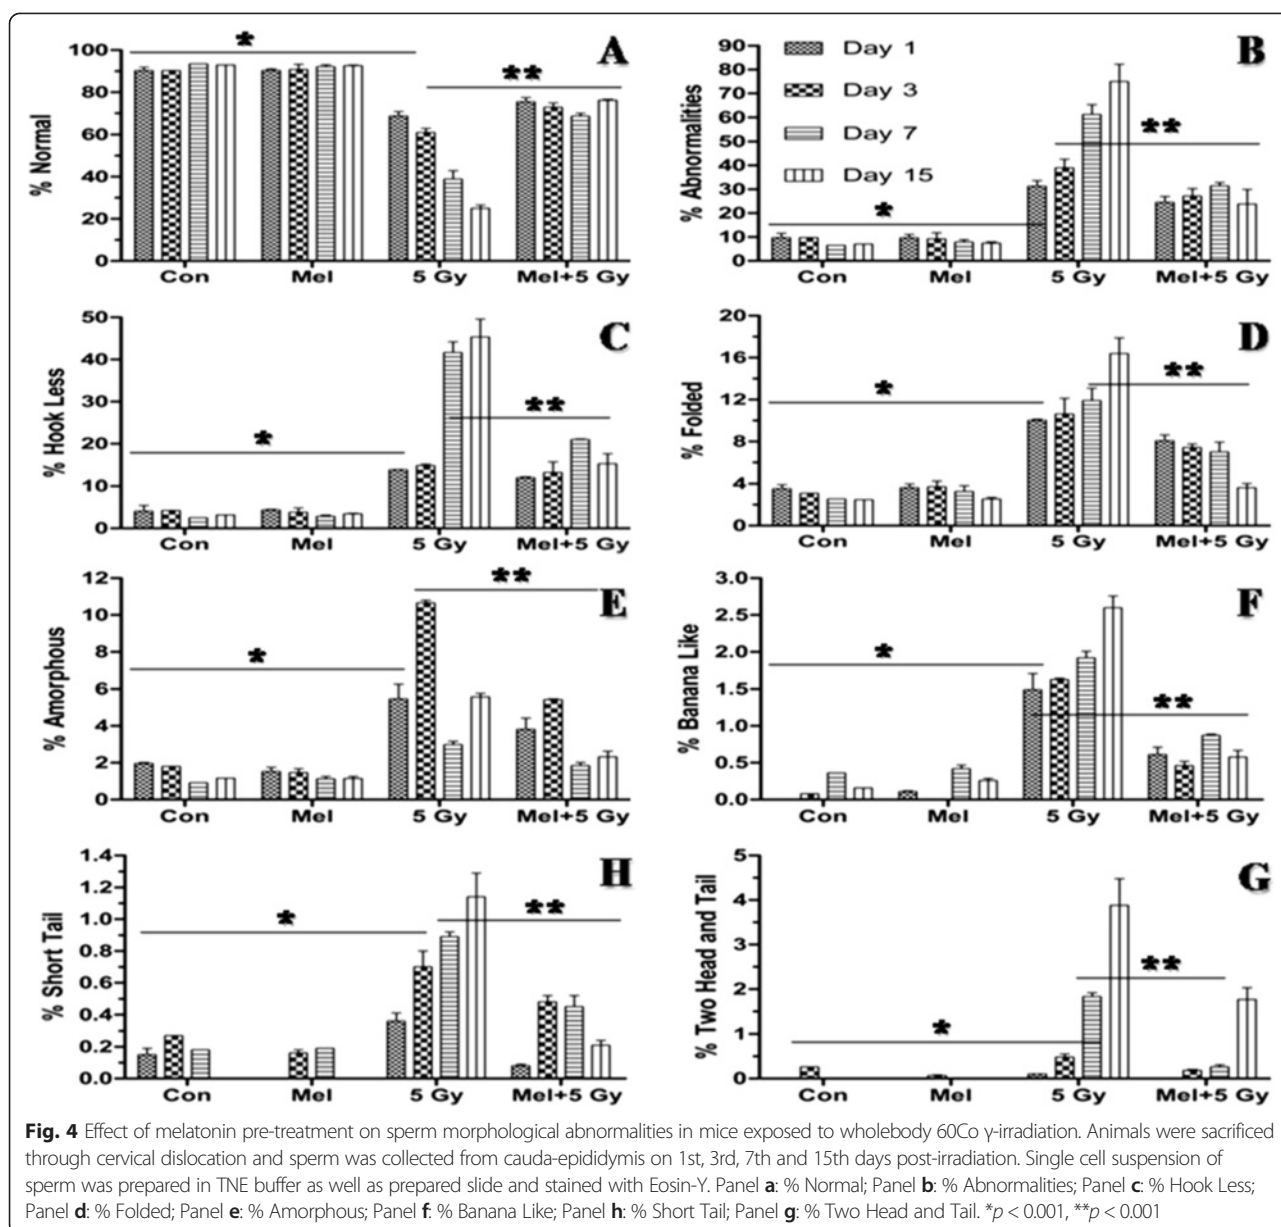 A
% Normal
100
80
60
40
20
0
*
**
Con Mel 5 Gy Mel+5 Gy
B
% Abnormalities
90
80
70
60
50
40
30
20
10
0
Day 1
Day 3
Day 7
Day 15
*
**
Con Mel 5 Gy Mel+5 Gy
C
% Hook Less
50
40
30
20
10
0
*
**
Con Mel 5 Gy Mel+5 Gy
D
% Folded
20
16
12
8
4
0
*
**
Con Mel 5 Gy Mel+5 Gy
E
% Amorphous
12
10
8
6
4
2
0
*
**
Con Mel 5 Gy Mel+5 Gy
F
% Banana Like
3.0
2.5
2.0
1.5
1.0
0.5
0.0
*
**
Con Mel 5 Gy Mel+5 Gy
H
% Short Tail
1.4
1.2
1.0
0.8
0.6
0.4
0.2
0.0
*
**
Con Mel 5 Gy Mel+5 Gy
G
% Two Head and Tail
5
4
3
2
1
0
*
**
Con Mel 5 Gy Mel+5 Gy
Fig. 4 Effect of melatonin pre-treatment on sperm morphological abnormalities in mice exposed to wholebody 60Co γ-irradiation. Animals were sacrificed
through cervical dislocation and sperm was collected from cauda-epididymis on 1st, 3rd, 7th and 15th days post-irradiation. Single cell suspension of
sperm was prepared in TNE buffer as well as prepared slide and stained with Eosin-Y. Panel a: % Normal; Panel b: % Abnormalities; Panel c: % Hook Less;
Panel d: % Folded; Panel e: % Amorphous; Panel f: % Banana Like; Panel h: % Short Tail; Panel g: % Two Head and Tail. *p < 0.001, **p < 0.001